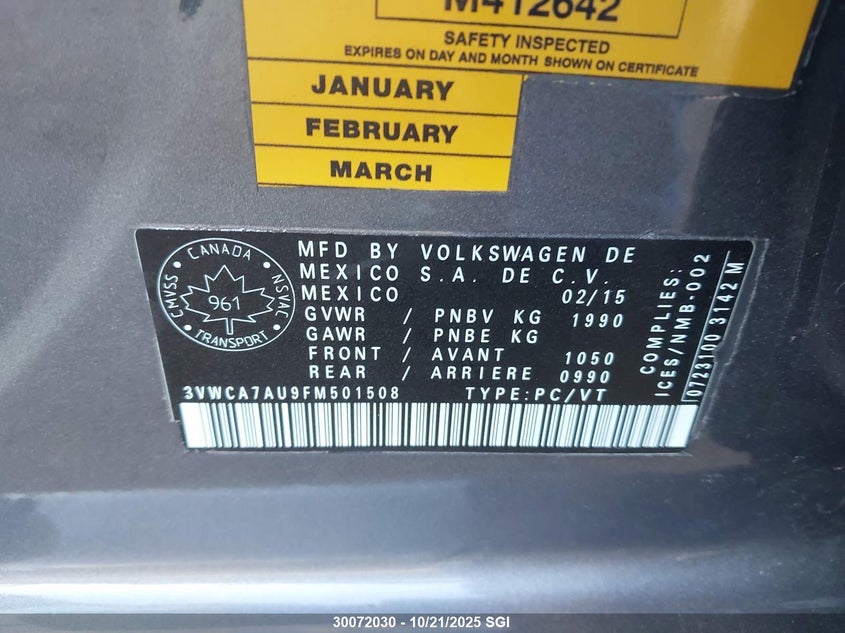 M412642
SAFETY INSPECTED
EXPIRES ON DAY AND MONTH SHOWN ON CERTIFICATE
JANUARY
FEBRUARY
MARCH
CANADA
CMVSS
961
NSVAC
TRANSPORT
MFD BY VOLKSWAGEN DE
MEXICO S.A. DE C.V.
MEXICO 02/15
GVWR / PNBV KG 1990
GAWR / PNBE KG
FRONT / AVANT 1050
REAR / ARRIERE 0990
3VWCA7AU9FM501508 TYPE:PC/VT
COMPLIES:
ICES/NMB-002
0723100 3142 M
30072030 - 10/21/2025 SGI